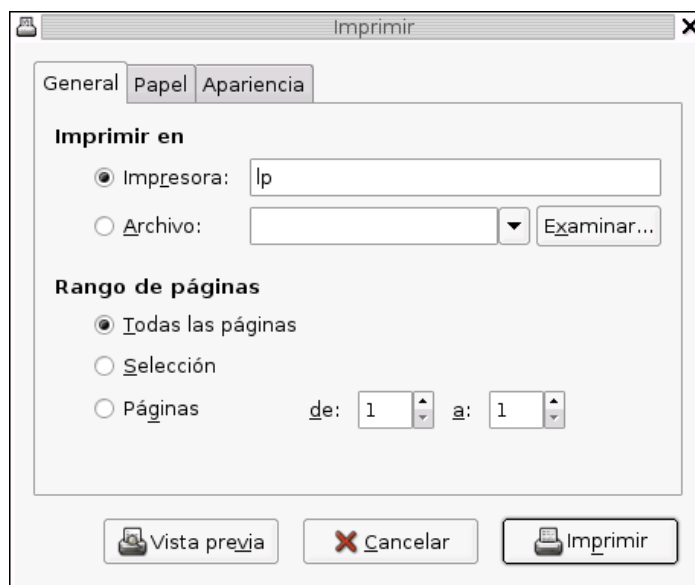 Imprimir
General Papel Apariencia
Imprimir en
Impresora: lp
Archivo: Examinar...
Rango de páginas
Todas las páginas
Selección
Páginas de: 1 a: 1
Vista previa Cancelar Imprimir